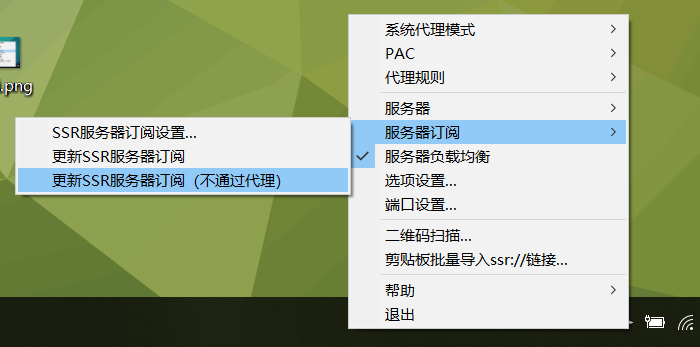 系统代理模式
PAC
代理规则
服务器
服务器订阅
服务器负载均衡
选项设置...
端口设置...
二维码扫描...
剪贴板批量导入ssr://链接...
帮助
退出
SSR服务器订阅设置...
更新SSR服务器订阅
更新SSR服务器订阅（不通过代理）
.png